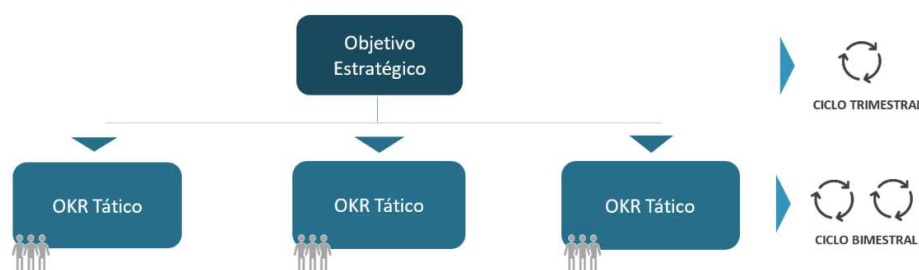 Objetivo
Estratégico
CICLO TRIMESTRAL
OKR Tático
OKR Tático
OKR Tático
CICLO BIMESTRAL